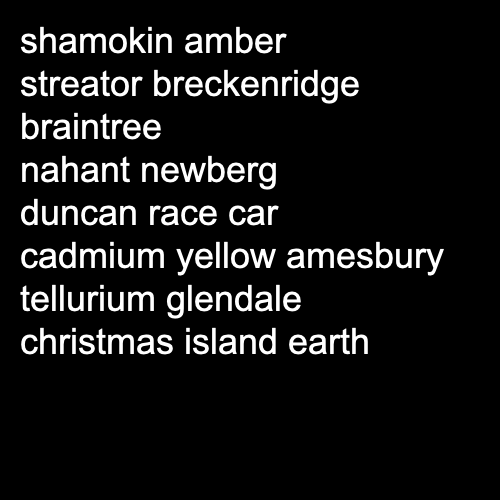 shamokin amber
streator breckenridge
braintree
nahant newberg
duncan race car
cadmium yellow amesbury
tellurium glendale
christmas island earth